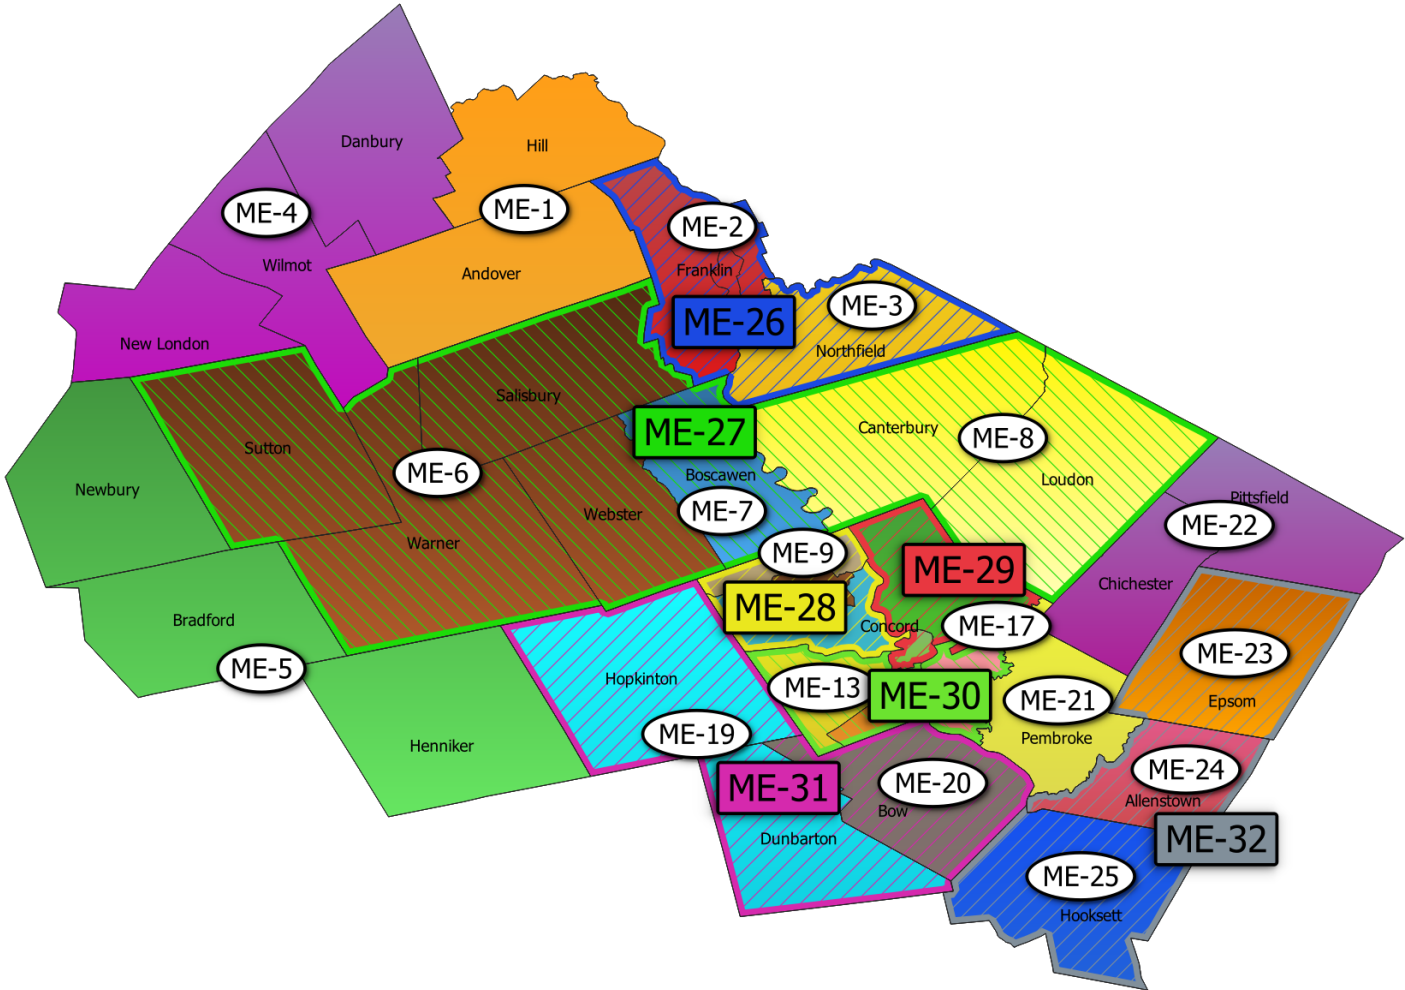 Danbury
Hill
ME-4
ME-1
ME-2
Wilmot
Andover
Franklin
ME-26
ME-3
New London
Northfield
Salisbury
Sutton
ME-6
ME-27
Canterbury
ME-8
Newbury
Boscawen
Loudon
Webster
ME-7
Pittsfield
ME-22
Warner
ME-9
ME-29
Chichester
Bradford
ME-28
Concord
ME-17
ME-23
ME-5
Hopkinton
ME-13
ME-30
ME-21
Epsom
Henniker
ME-19
Pembroke
ME-31
ME-20
ME-24
Allenstown
Bow
Dunbarton
ME-32
ME-25
Hooksett